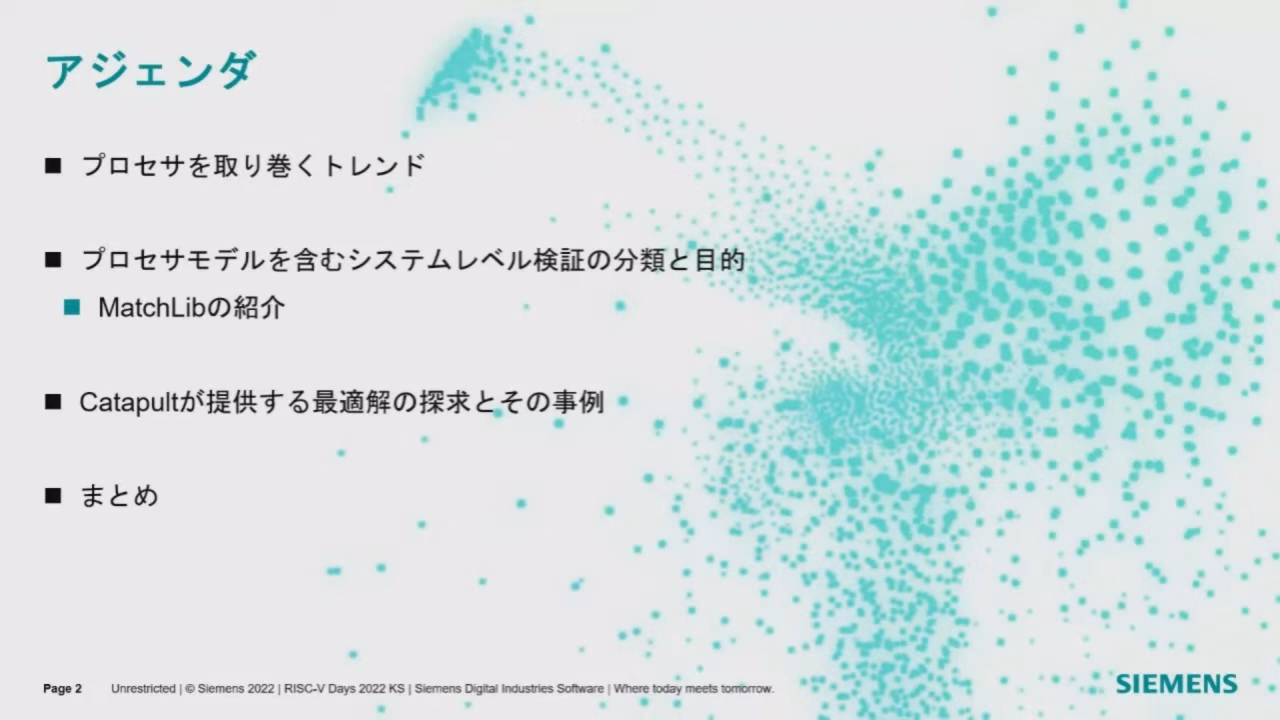 アジェンダ
■ プロセサを取り巻くトレンド
■ プロセサモデルを含むシステムレベル検証の分類と目的
■ MatchLibの紹介
■ Catapultが提供する最適解の探求とその事例
■ まとめ
Page 2 Unrestricted | © Siemens 2022 | RISC-V Days 2022 KS | Siemens Digital Industries Software | Where today meets tomorrow.
SIEMENS